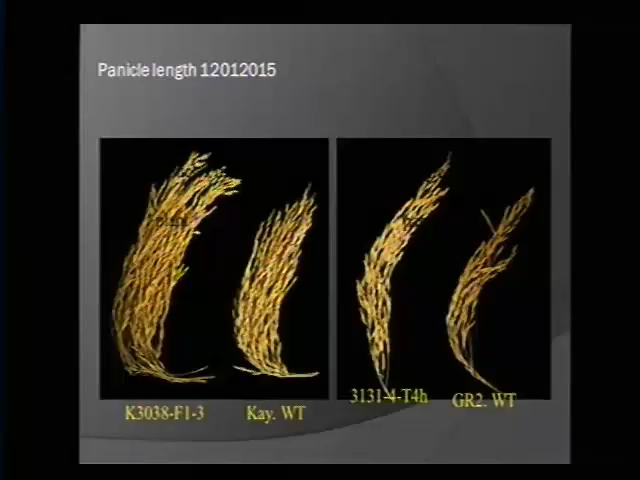 Panicle length 12012015
K3038-F1-3
Kay. WT
3131-4-T4h
GR2. WT